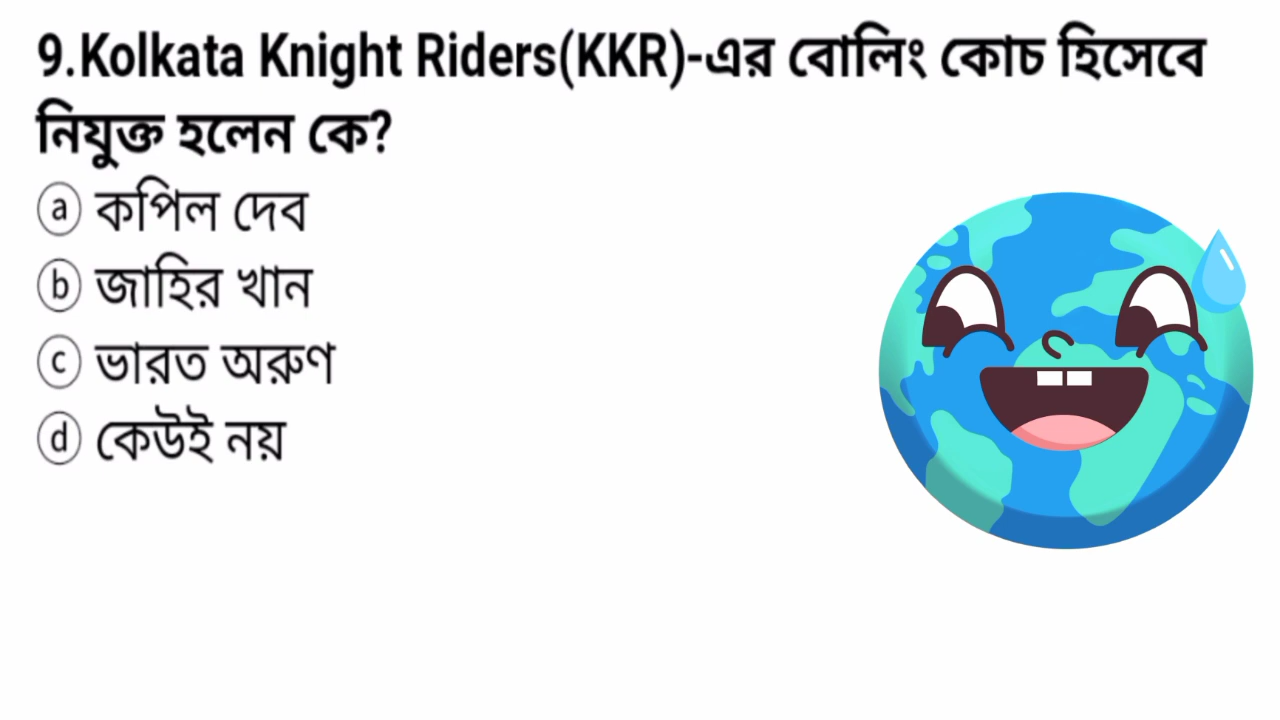 9.Kolkata Knight Riders(KKR)-এর বোলিং কোচ হিসেবে
নিযুক্ত হলেন কে?
ⓐ কপিল দেব
ⓑ জাহির খান
ⓒ ভারত অরুণ
ⓓ কেউই নয়